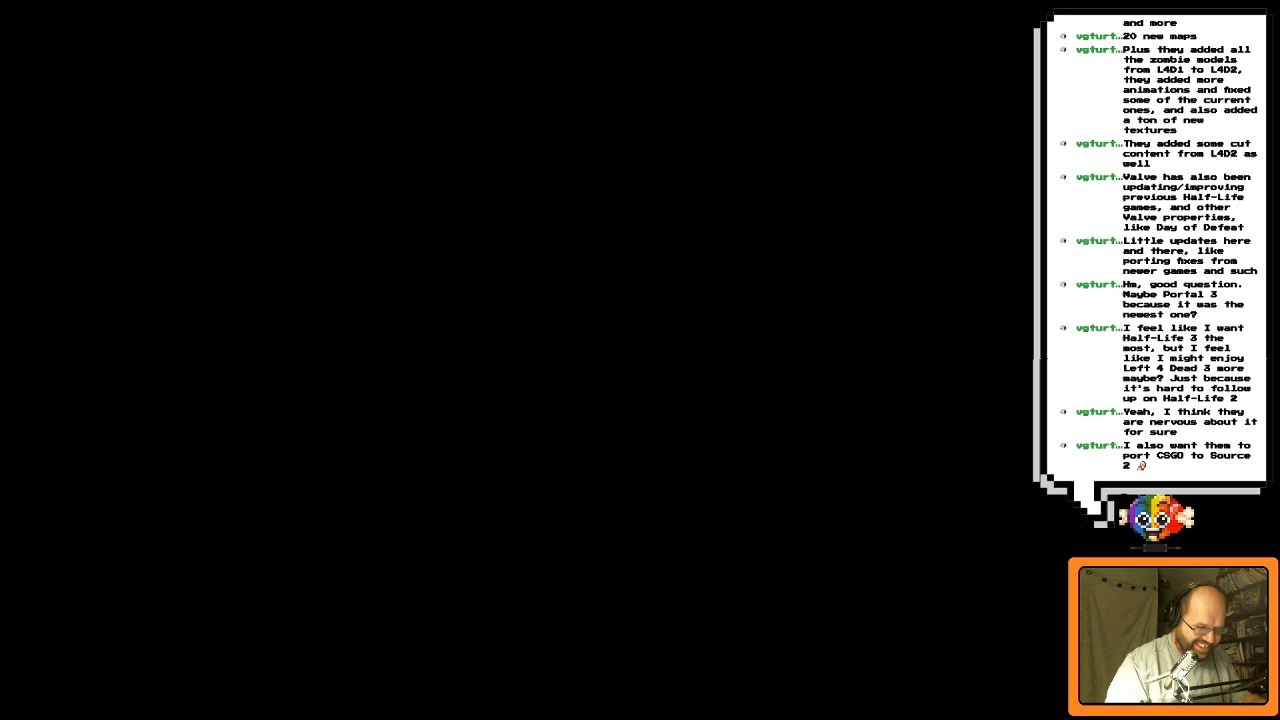 and more
vgturt…20 new maps
vgturt…Plus they added all
the zombie models
from L4D1 to L4D2,
they added more
animations and fixed
some of the current
ones, and also added
a ton of new
textures
vgturt…They added some cut
content from L4D2 as
well
vgturt…Valve has also been
updating/improving
previous Half-Life
games, and other
Valve properties,
like Day of Defeat
vgturt…Little updates here
and there, like
porting fixes from
newer games and such
vgturt…Hm, good question.
Maybe Portal 3
because it was the
newest one?
vgturt…I feel like I want
Half-Life 3 the
most, but I feel
like I might enjoy
Left 4 Dead 3 more
maybe? Just because
it's hard to follow
up on Half-Life 2
vgturt…Yeah, I think they
are nervous about it
for sure
vgturt…I also want them to
port CSGO to Source
2